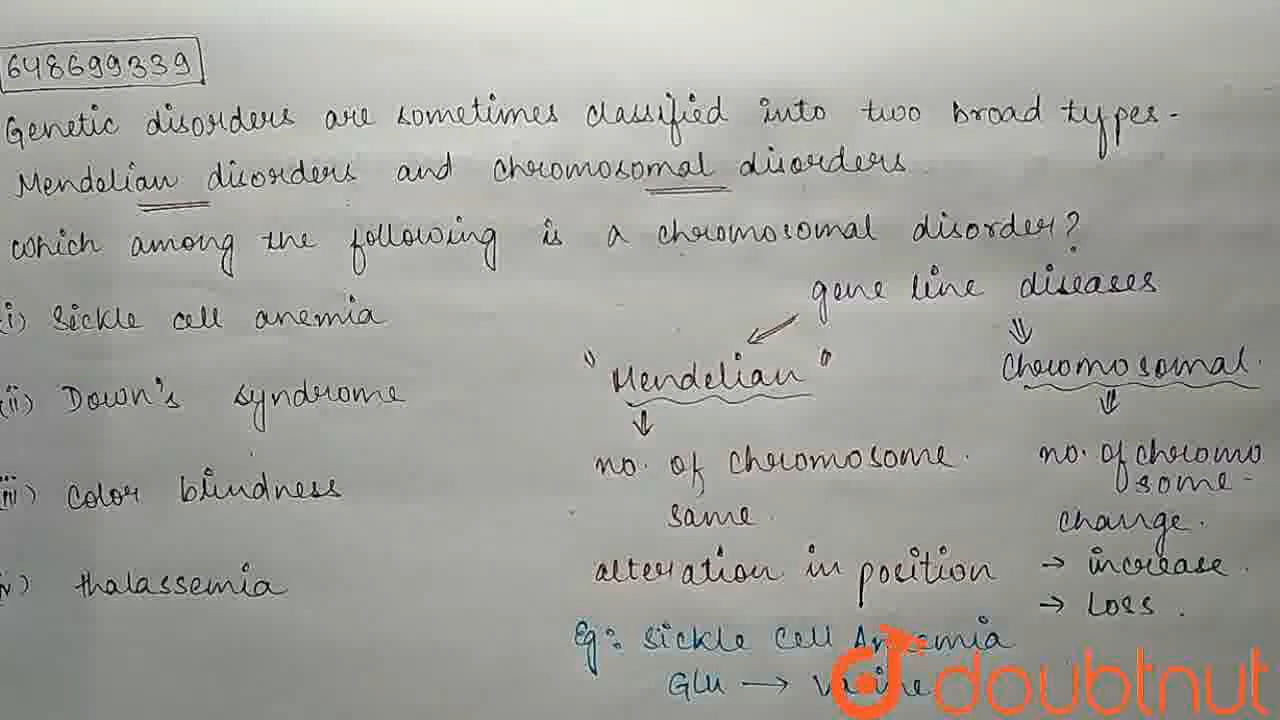 648699339
Genetic disorders are sometimes classified into two broad types-
Mendelian disorders and chromosomal disorders.
which among the following is a chromosomal disorder?
i) Sickle cell anemia
(ii) Down's syndrome
iii) Color blindness
iv) thalassemia
gene line diseases
"Mendelian"
no. of chromosome.
same.
alteration in position
Eg: Sickle Cell Anemia
GLU → Valine
Chromosomal.
no. of chromo
some-
change.
→ increase.
→ Loss.
doubtnut